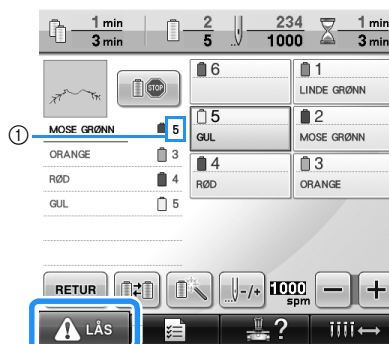 1 min
3 min
2
5
234
1000
1 min
3 min
STOP
6
1
LINDE GRØNN
1
MOSE GRØNN 5
ORANGE 3
RØD 4
GUL 5
5
GUL
2
MOSE GRØNN
4
RØD
3
ORANGE
RETUR
-/+
1000
spm
−
+
LÅS
?